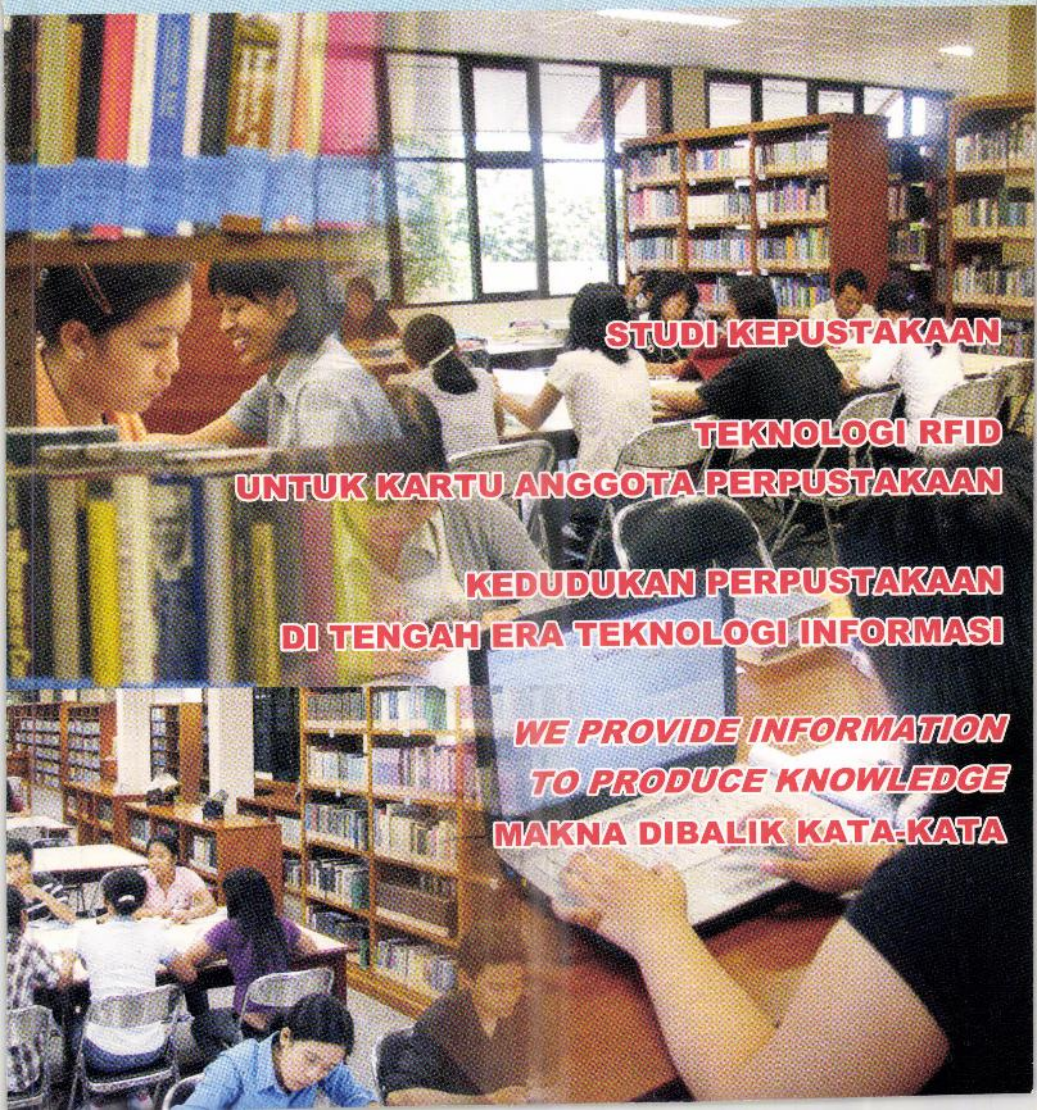 STUDI KEPUSTAKAAN
TEKNOLOGI RFID
UNTUK KARTU ANGGOTA PERPUSTAKAAN
KEDUDUKAN PERPUSTAKAAN
DI TENGAH ERA TEKNOLOGI INFORMASI
WE PROVIDE INFORMATION
TO PRODUCE KNOWLEDGE
MAKNA DIBALIK KATA-KATA